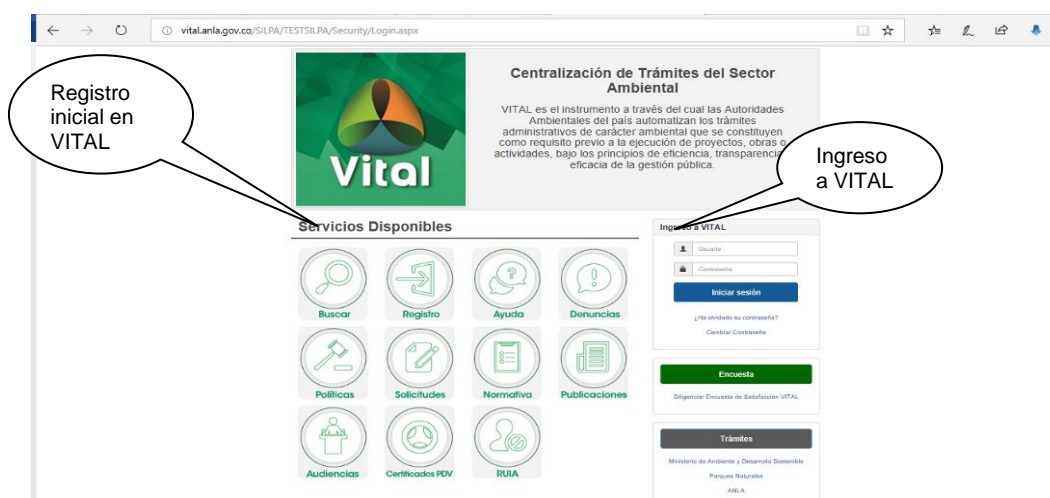 vital.anla.gov.co/SILPA/TESTSILPA/Security/Login.aspx
Registro
inicial en
VITAL
Vital
Centralización de Trámites del Sector
Ambiental
VITAL es el instrumento a través del cual las Autoridades
Ambientales del país automatizan los trámites
administrativos de carácter ambiental que se constituyen
como requisito previo a la ejecución de proyectos, obras o
actividades, bajo los principios de eficiencia, transparencia
eficacia de la gestión pública.
Ingreso
a VITAL
Servicios Disponibles
Buscar
Registro
Ayuda
Denuncias
Políticas
Solicitudes
Normativa
Publicaciones
Audiencias
Certificados PDV
RUIA
Ingreso a VITAL
Usuario
Contraseña
Iniciar sesión
¿Ha olvidado su contraseña?
Cambiar Contraseña
Encuesta
Diligenciar Encuesta de Satisfacción VITAL
Trámites
Ministerio de Ambiente y Desarrollo Sostenible
Parques Naturales
ANLA